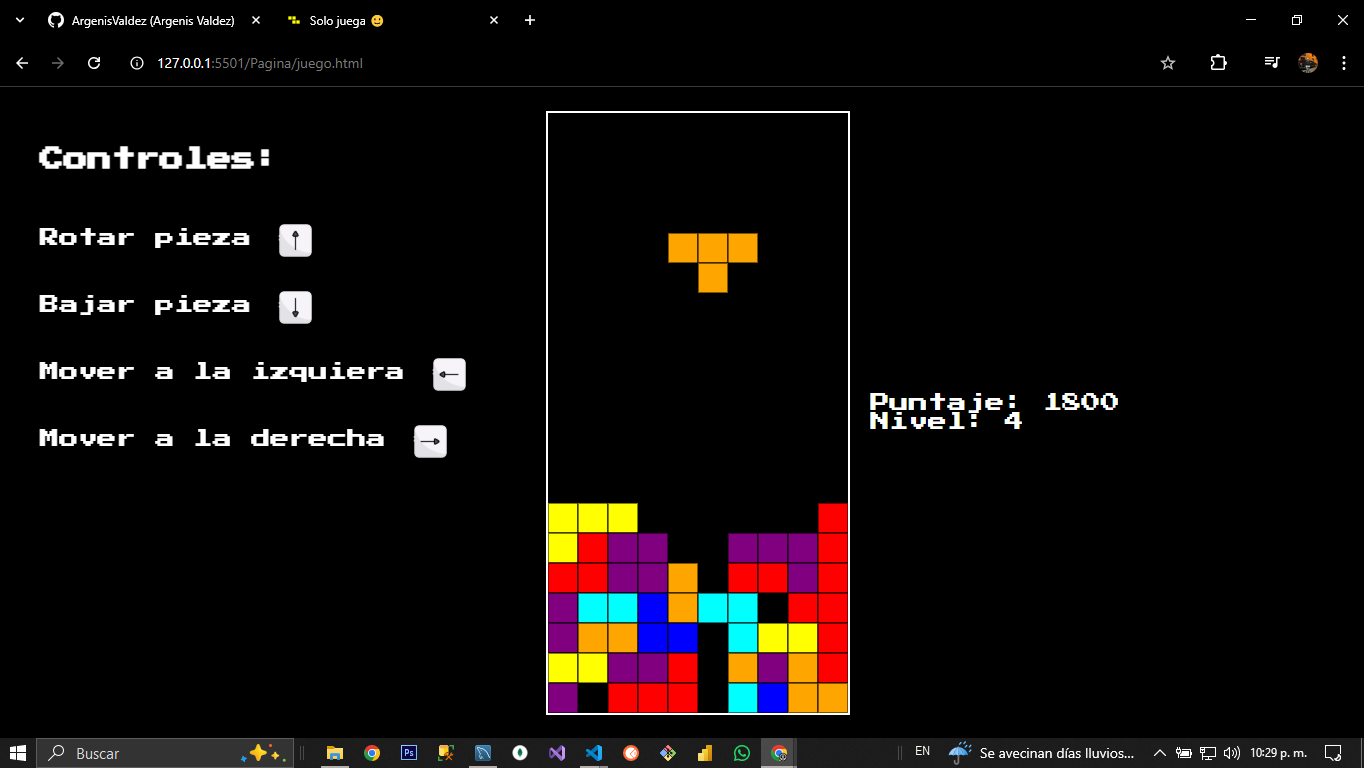 ArgenisValdez (Argenis Valdez)
Solo juega
127.0.0.1:5501/Pagina/juego.html
Controles:
Rotar pieza
Bajar pieza
Mover a la izquiera
Mover a la derecha
Puntaje: 1800
Nivel: 4
Buscar
Ps
EN
Se avecinan días lluvios...
10:29 p. m.